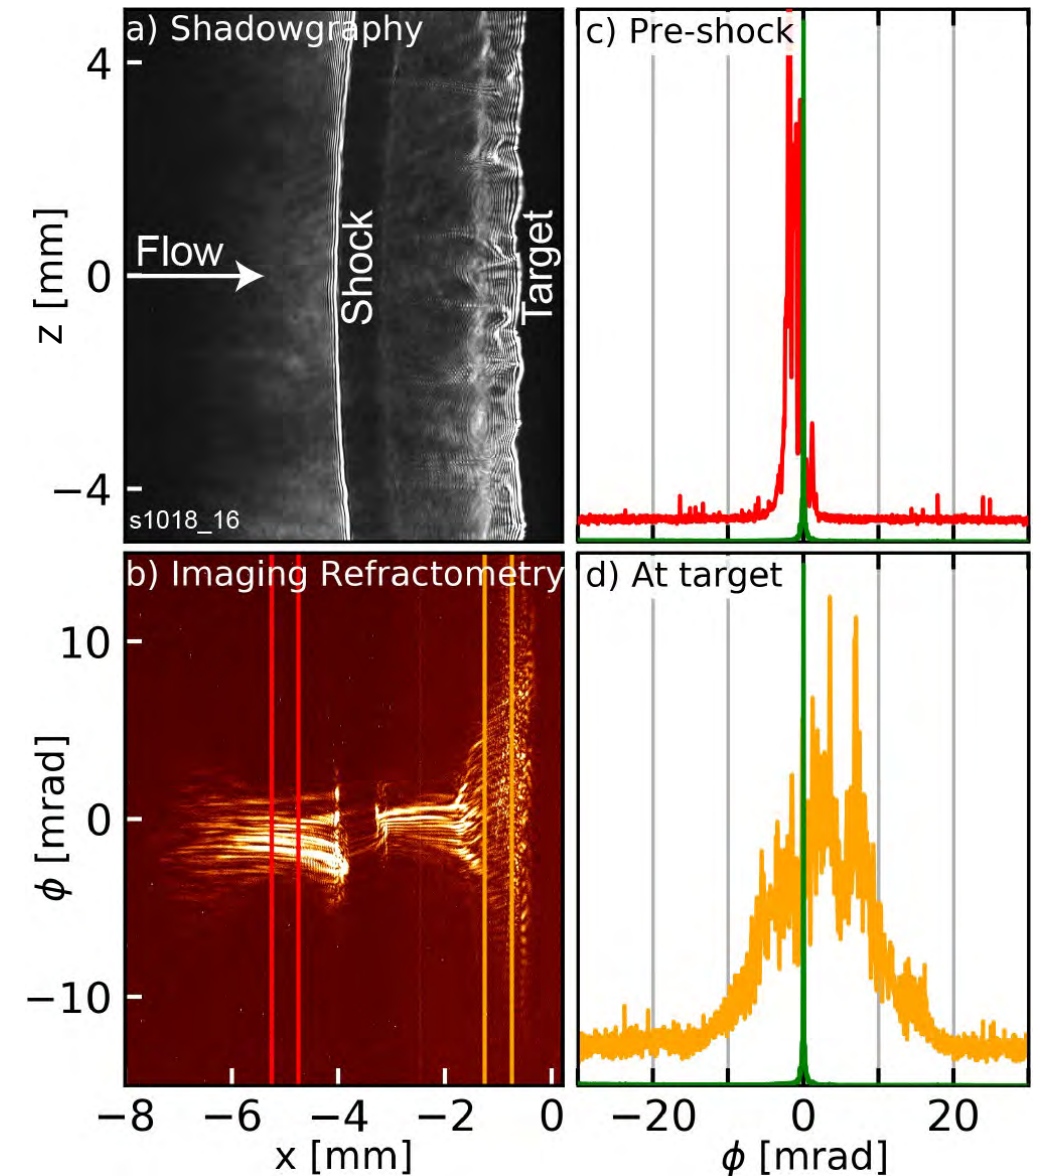 a) Shadowgraphy
c) Pre-shock
4
0
−4
z [mm]
Flow
Shock
Target
s1018_16
b) Imaging Refractometry
d) At target
10
0
−10
ϕ [mrad]
−8 −6 −4 −2 0
x [mm]
−20 0 20
ϕ [mrad]